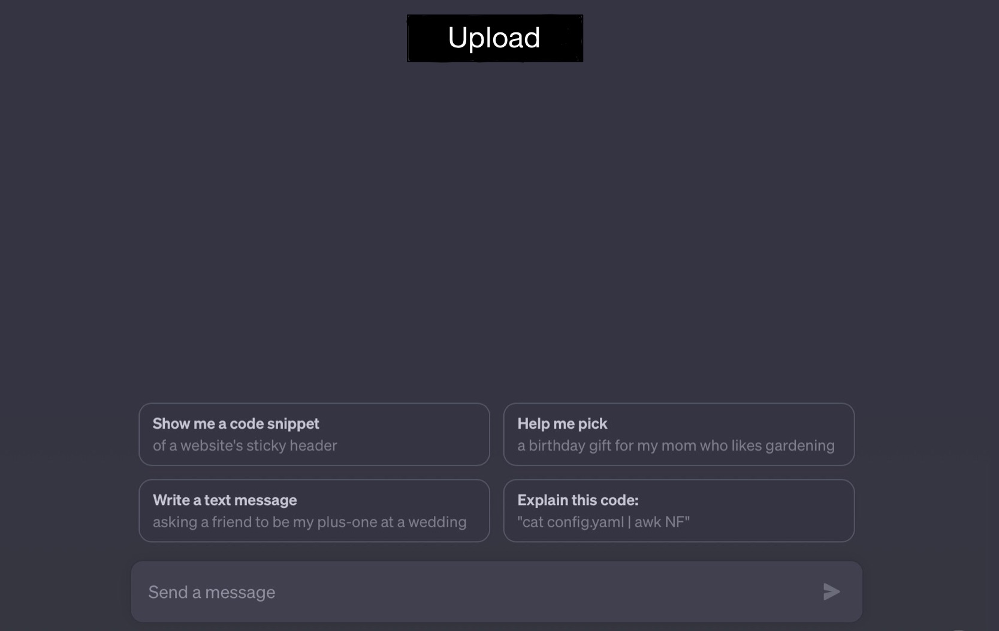 Upload
Show me a code snippet
of a website's sticky header
Help me pick
a birthday gift for my mom who likes gardening
Write a text message
asking a friend to be my plus-one at a wedding
Explain this code:
"cat config.yaml | awk NF"
Send a message